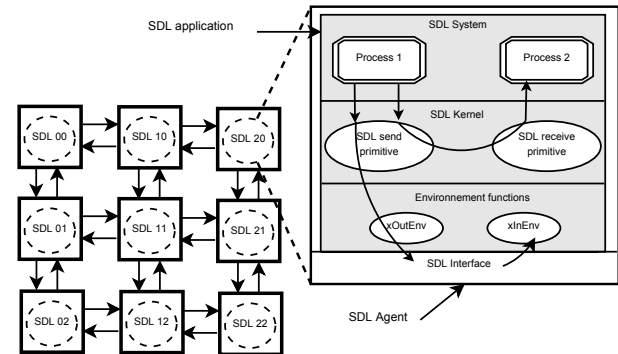 SDL application
SDL System
Process 1
Process 2
SDL Kernel
SDL send
primitive
SDL receive
primitive
Environnement functions
xOutEnv
xInEnv
SDL Interface
SDL Agent
SDL 00
SDL 10
SDL 20
SDL 01
SDL 11
SDL 21
SDL 02
SDL 12
SDL 22